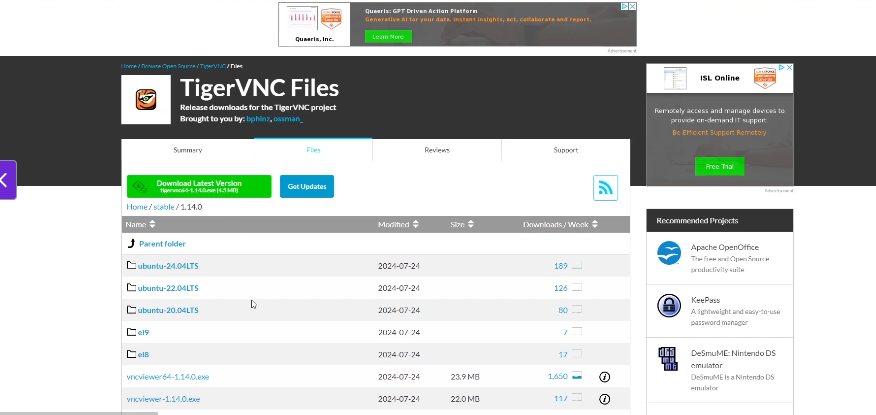 Quaeris: GPT Driven Action Platform
Generative AI for your data. Instant insights, act, collaborate and report.
Quaeris, Inc.
Learn More
Advertisement
Home / Browse Open Source / TigerVNC / Files
TigerVNC Files
Release downloads for the TigerVNC project
Brought to you by: bphinz, ossman_
Summary
Files
Reviews
Support
Download Latest Version
tigervnc64-1.14.0.exe (4.3 MB)
Get Updates
Home / stable / 1.14.0
Name Modified Size Downloads / Week
Parent folder
ubuntu-24.04LTS 2024-07-24 189
ubuntu-22.04LTS 2024-07-24 126
ubuntu-20.04LTS 2024-07-24 80
el9 2024-07-24 7
el8 2024-07-24 17
vncviewer64-1.14.0.exe 2024-07-24 23.9 MB 1,650
vncviewer-1.14.0.exe 2024-07-24 22.0 MB 117
ISL Online
Remotely access and manage devices to
provide on-demand IT support.
Be Efficient Support Remotely
Free Trial
Advertisement
Recommended Projects
Apache OpenOffice
The free and Open Source
productivity suite
KeePass
A lightweight and easy-to-use
password manager
DeSmuME: Nintendo DS
emulator
DeSmuME is a Nintendo DS
emulator